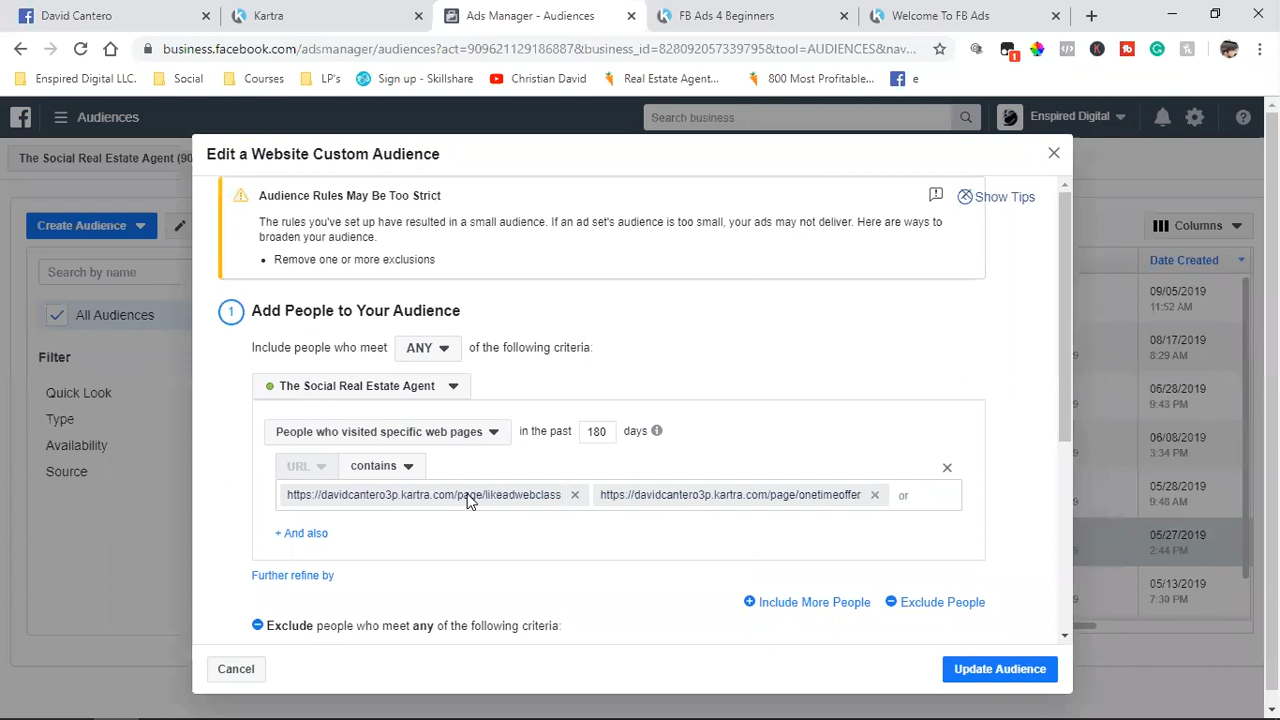 David Cantero
Kartra
Ads Manager - Audiences
FB Ads 4 Beginners
Welcome To FB Ads
business.facebook.com/adsmanager/audiences?act=909621129186887&business_id=828092057339795&tool=AUDIENCES&nav...
1
Enspired Digital LLC.
Social
Courses
LP's
Sign up - Skillshare
Christian David
Real Estate Agent...
800 Most Profitable...
e
Audiences
Search business
Enspired Digital
The Social Real Estate Agent (90
Create Audience
Columns
Search by name
All Audiences
Filter
Quick Look
Type
Availability
Source
Date Created
09/05/2019
11:52 AM
08/17/2019
8:29 AM
06/28/2019
9:43 PM
06/08/2019
9:34 PM
05/28/2019
9:48 PM
05/27/2019
2:44 PM
05/13/2019
7:30 PM
Edit a Website Custom Audience
Audience Rules May Be Too Strict
Show Tips
The rules you've set up have resulted in a small audience. If an ad set's audience is too small, your ads may not deliver. Here are ways to
broaden your audience.
Remove one or more exclusions
1 Add People to Your Audience
Include people who meet ANY of the following criteria:
The Social Real Estate Agent
People who visited specific web pages in the past 180 days
URL contains
https://davidcantero3p.kartra.com/page/likeadwebclass https://davidcantero3p.kartra.com/page/onetimeoffer or
+ And also
Further refine by
Include More People Exclude People
Exclude people who meet any of the following criteria:
Cancel
Update Audience